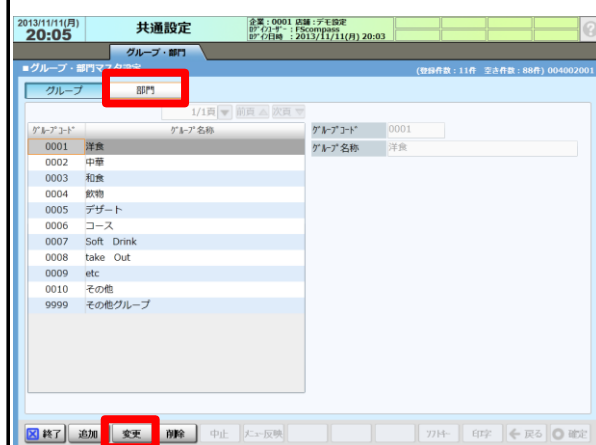 2013/11/11(月)
20:05
共通設定
企業：0001 店舗：デモ設定
ﾛｸﾞｲﾝﾕｰｻﾞｰ：FScompass
ﾛｸﾞｲﾝ日時 ：2013/11/11(月) 20:03
グループ・部門
■グループ・部門マスタ設定
(登録件数：11件 空き件数：88件) 004002001
グループ
部門
1/1頁 前頁 次頁
ｸﾞﾙｰﾌﾟｺｰﾄﾞ グループ名称
0001 洋食
0002 中華
0003 和食
0004 飲物
0005 デザート
0006 コース
0007 Soft Drink
0008 take Out
0009 etc
0010 その他
9999 その他グループ
ｸﾞﾙｰﾌﾟｺｰﾄﾞ 0001
ｸﾞﾙｰﾌﾟ名称 洋食
終了 追加 変更 削除 中止 ﾒﾆｭｰ反映 ｿﾌﾄｷｰ 印字 戻る 確定